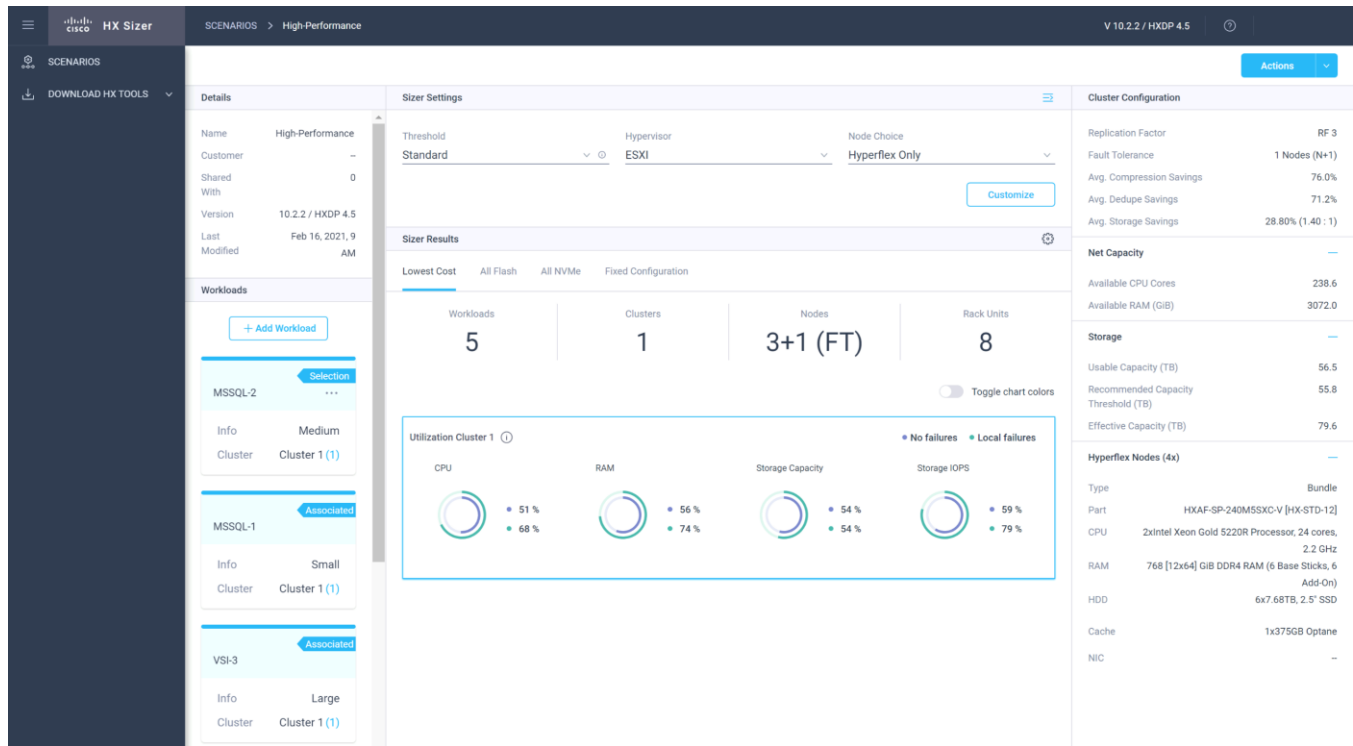 cisco HX Sizer
SCENARIOS > High-Performance
V 10.2.2 / HXDP 4.5
SCENARIOS
DOWNLOAD HX TOOLS
Actions
Details
Name High-Performance
Customer --
Shared With 0
Version 10.2.2 / HXDP 4.5
Last Modified Feb 16, 2021, 9 AM
Workloads
+ Add Workload
Selection
MSSQL-2 ...
Info Medium
Cluster Cluster 1 (1)
Associated
MSSQL-1
Info Small
Cluster Cluster 1 (1)
Associated
VSI-3
Info Large
Cluster Cluster 1 (1)
Sizer Settings
Threshold
Standard
Hypervisor
ESXI
Node Choice
Hyperflex Only
Customize
Sizer Results
Lowest Cost All Flash All NVMe Fixed Configuration
Workloads
5
Clusters
1
Nodes
3+1 (FT)
Rack Units
8
Toggle chart colors
Utilization Cluster 1
No failures Local failures
CPU
51 %
68 %
RAM
56 %
74 %
Storage Capacity
54 %
54 %
Storage IOPS
59 %
79 %
Cluster Configuration
Replication Factor RF 3
Fault Tolerance 1 Nodes (N+1)
Avg. Compression Savings 76.0%
Avg. Dedupe Savings 71.2%
Avg. Storage Savings 28.80% (1.40 : 1)
Net Capacity
Available CPU Cores 238.6
Available RAM (GiB) 3072.0
Storage
Usable Capacity (TB) 56.5
Recommended Capacity Threshold (TB) 55.8
Effective Capacity (TB) 79.6
Hyperflex Nodes (4x)
Type Bundle
Part HXAF-SP-240M5SXC-V [HX-STD-12]
CPU 2xIntel Xeon Gold 5220R Processor, 24 cores,
2.2 GHz
RAM 768 [12x64] GiB DDR4 RAM (6 Base Sticks, 6
Add-On)
HDD 6x7.68TB, 2.5" SSD
Cache 1x375GB Optane
NIC --